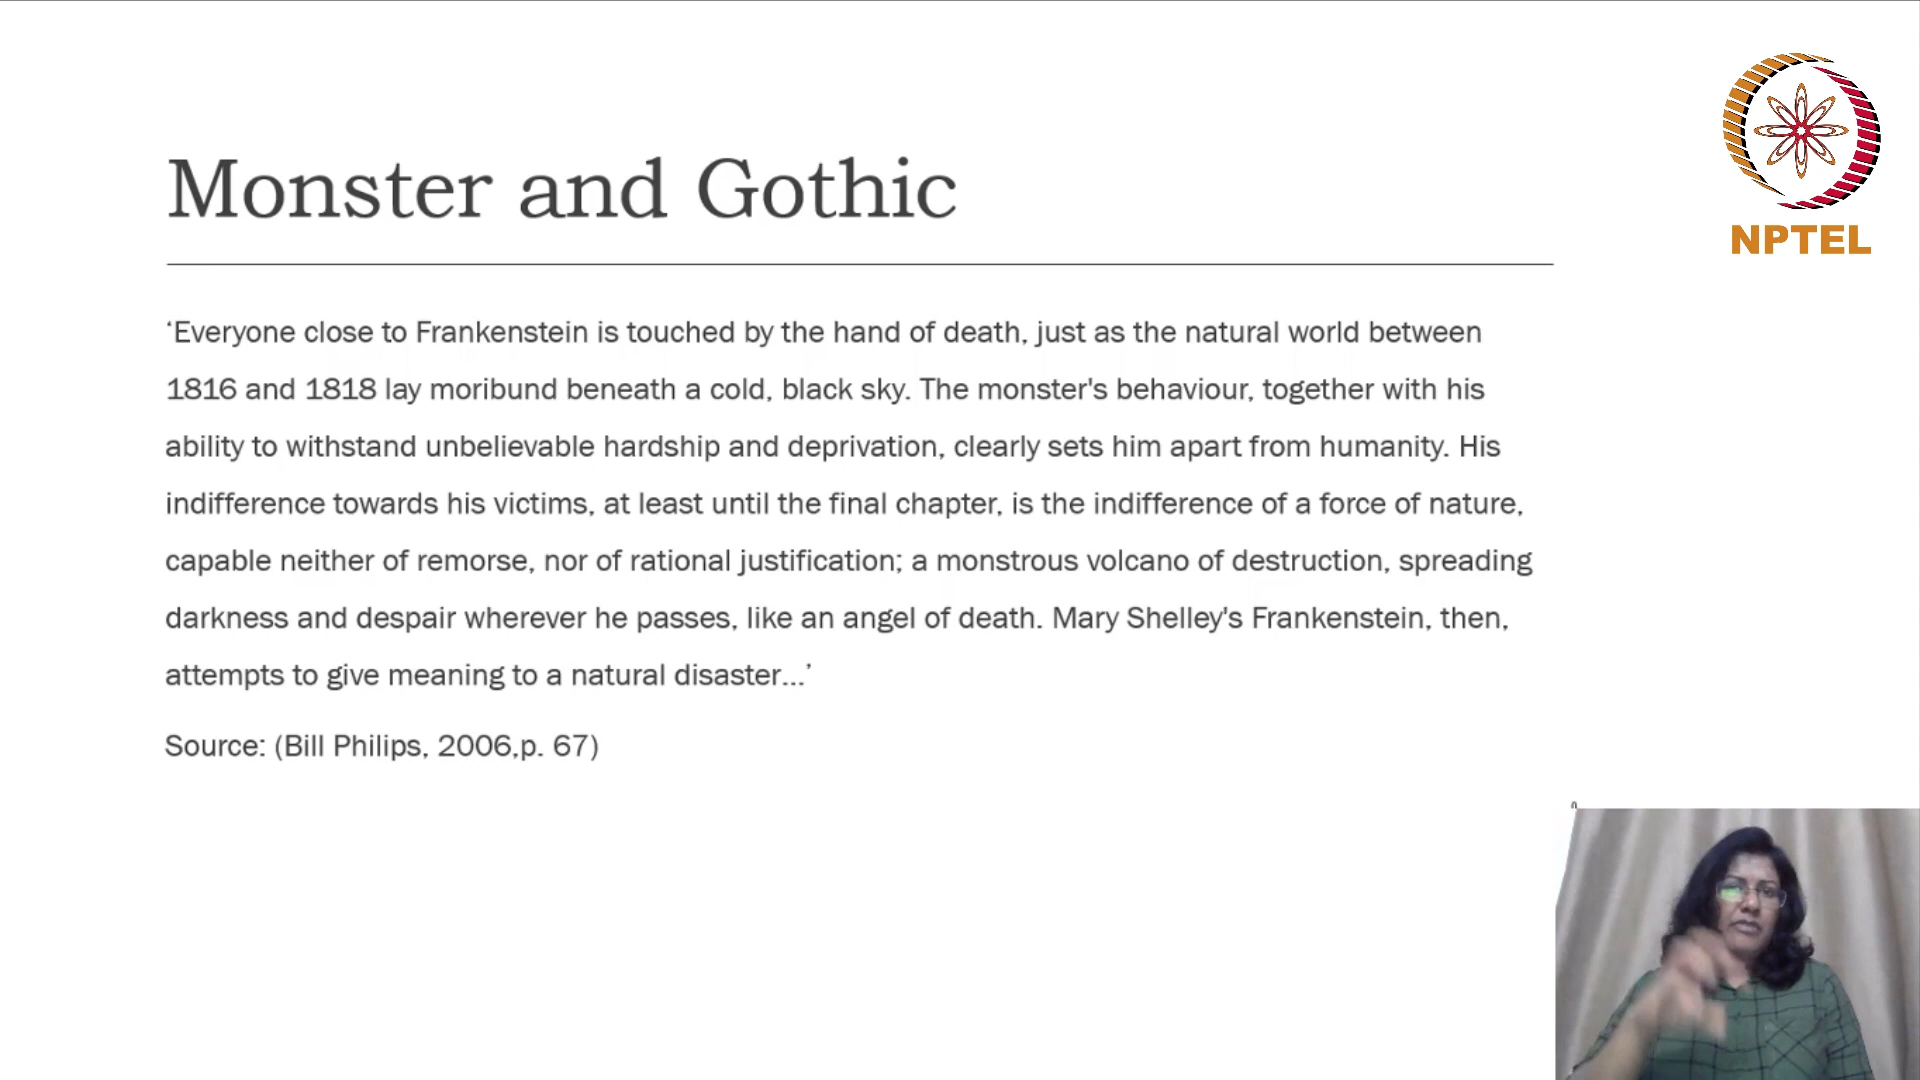 Monster and Gothic
NPTEL
‘Everyone close to Frankenstein is touched by the hand of death, just as the natural world between
1816 and 1818 lay moribund beneath a cold, black sky. The monster's behaviour, together with his
ability to withstand unbelievable hardship and deprivation, clearly sets him apart from humanity. His
indifference towards his victims, at least until the final chapter, is the indifference of a force of nature,
capable neither of remorse, nor of rational justification; a monstrous volcano of destruction, spreading
darkness and despair wherever he passes, like an angel of death. Mary Shelley's Frankenstein, then,
attempts to give meaning to a natural disaster...’
Source: (Bill Philips, 2006,p. 67)